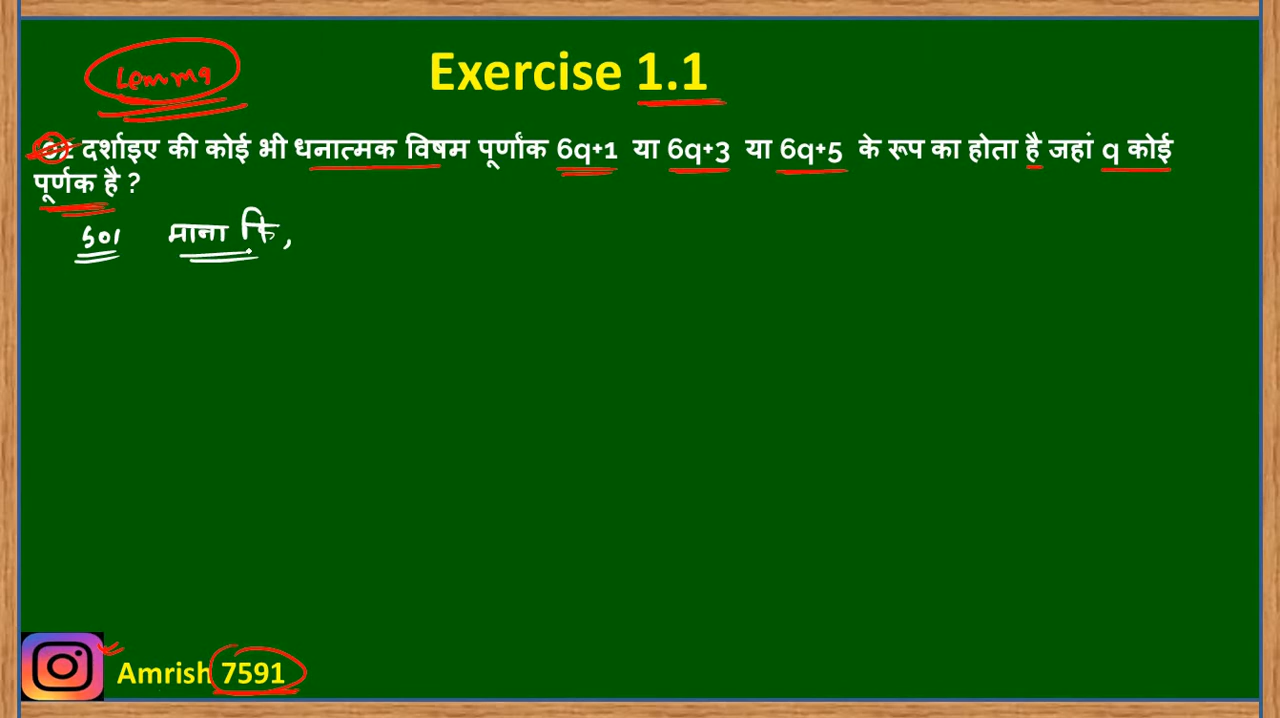 Lemma
Exercise 1.1
दर्शाइए की कोई भी धनात्मक विषम पूर्णांक 6q+1 या 6q+3 या 6q+5 के रूप का होता है जहां q कोई
पूर्णक है ?
Sol माना कि,
Amrish 7591